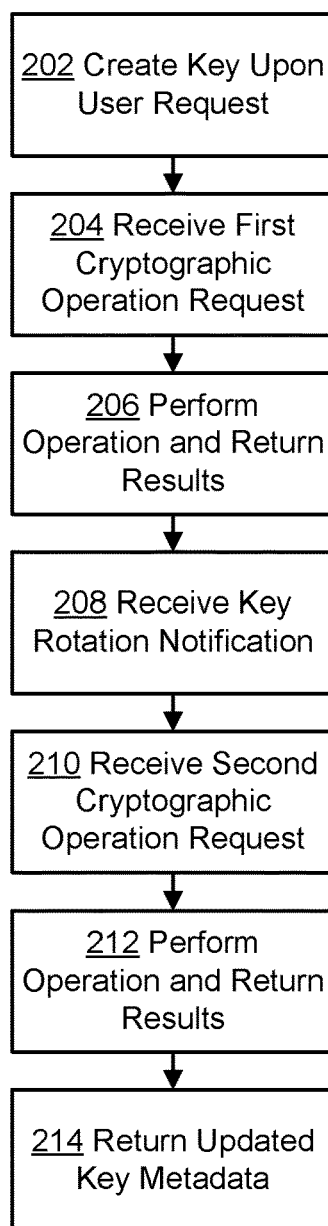 202 Create Key Upon
User Request
204 Receive First
Cryptographic
Operation Request
206 Perform
Operation and Return
Results
208 Receive Key
Rotation Notification
210 Receive Second
Cryptographic
Operation Request
212 Perform
Operation and Return
Results
214 Return Updated
Key Metadata